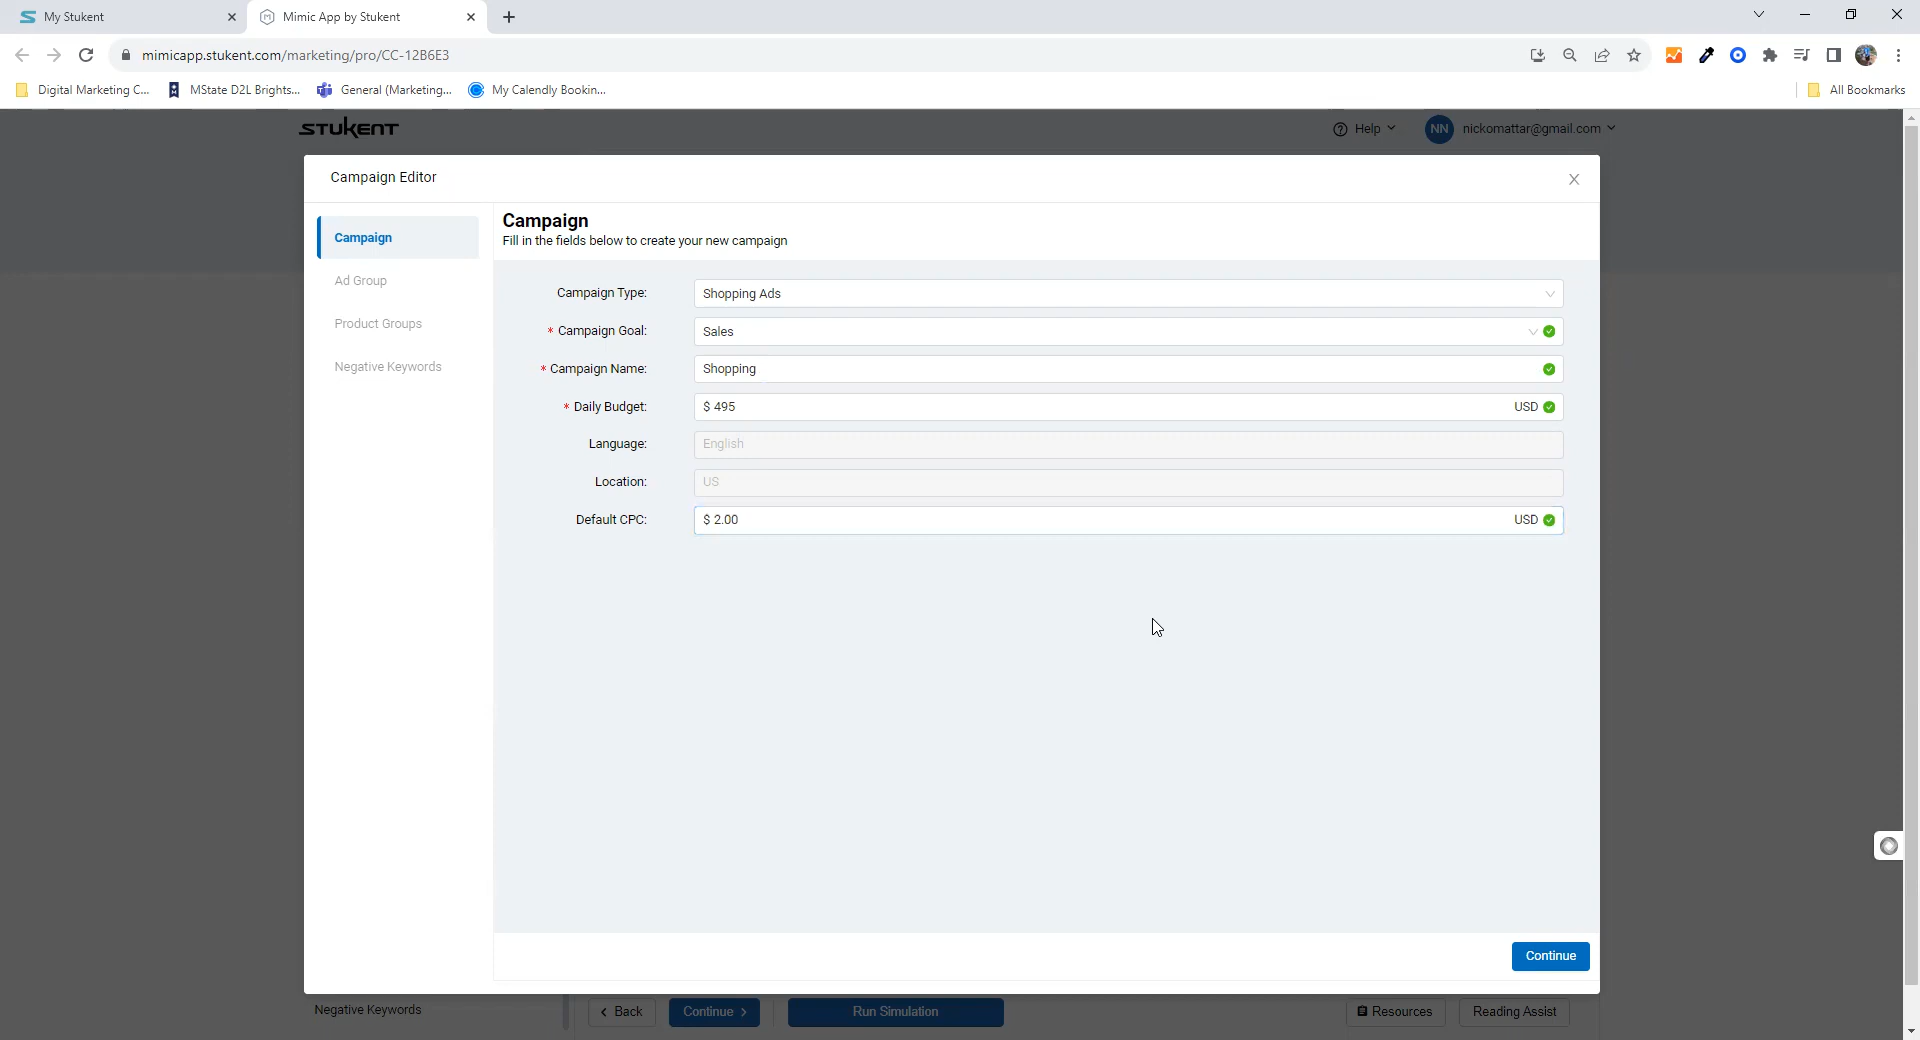 My Stukent
Mimic App by Stukent
mimicapp.stukent.com/marketing/pro/CC-12B6E3
Digital Marketing C...
MState D2L Brights...
General (Marketing...
My Calendly Bookin...
All Bookmarks
STUKENT
Help
NN
nickomattar@gmail.com
Campaign Editor
Campaign
Ad Group
Product Groups
Negative Keywords
Campaign
Fill in the fields below to create your new campaign
Campaign Type: Shopping Ads
* Campaign Goal: Sales
* Campaign Name: Shopping
* Daily Budget: $ 495 USD
Language: English
Location: US
Default CPC: $ 2.00 USD
Continue
Negative Keywords
< Back
Continue >
Run Simulation
Resources
Reading Assist